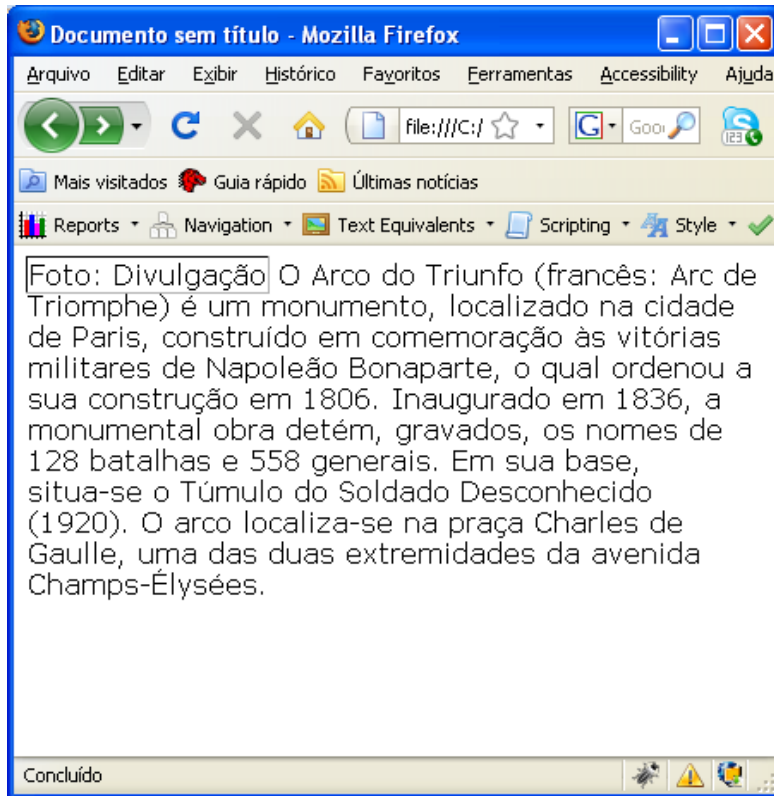 Documento sem título - Mozilla Firefox
Arquivo Editar Exibir Histórico Favoritos Ferramentas Accessibility Ajuda
file:///C:/ G Goo
123
Mais visitados Guia rápido Últimas notícias
Reports Navigation Text Equivalents Scripting Style
Foto: Divulgação O Arco do Triunfo (francês: Arc de
Triomphe) é um monumento, localizado na cidade
de Paris, construído em comemoração às vitórias
militares de Napoleão Bonaparte, o qual ordenou a
sua construção em 1806. Inaugurado em 1836, a
monumental obra detém, gravados, os nomes de
128 batalhas e 558 generais. Em sua base,
situa-se o Túmulo do Soldado Desconhecido
(1920). O arco localiza-se na praça Charles de
Gaulle, uma das duas extremidades da avenida
Champs-Élysées.
Concluído